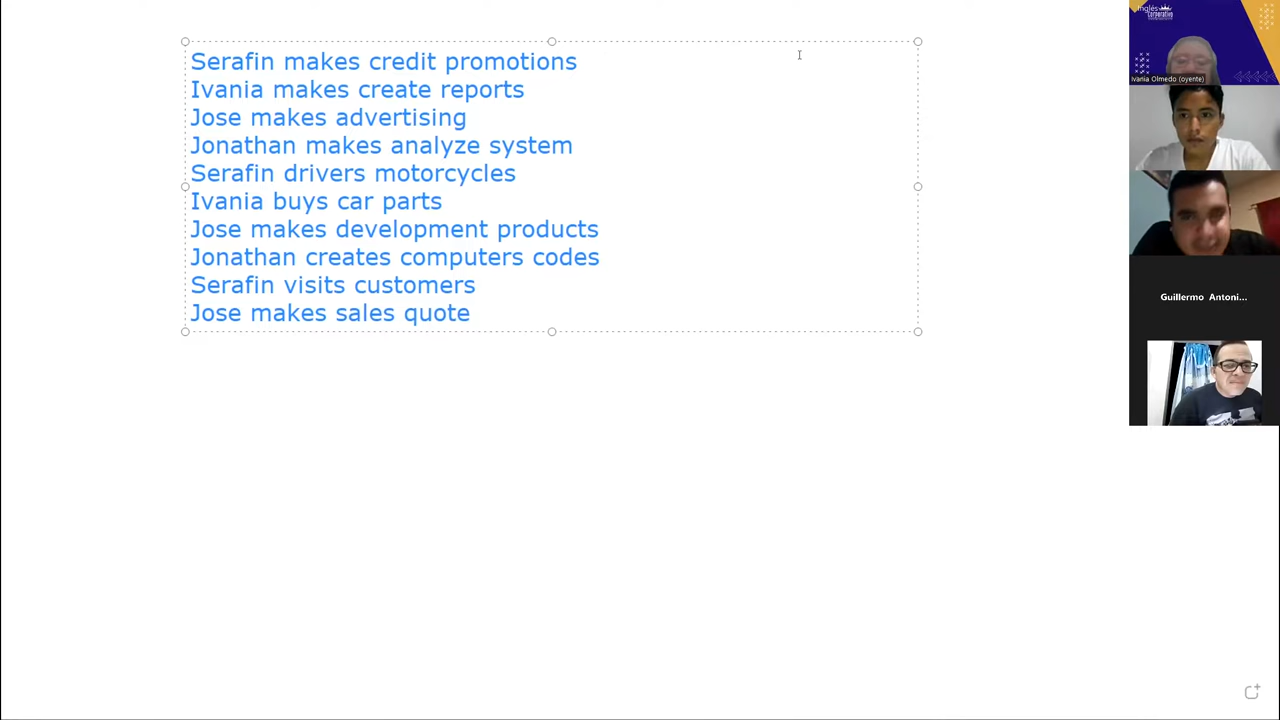 Serafin makes credit promotions
Ivania makes create reports
Jose makes advertising
Jonathan makes analyze system
Serafin drivers motorcycles
Ivania buys car parts
Jose makes development products
Jonathan creates computers codes
Serafin visits customers
Jose makes sales quote
Inglés
corporativo
Ivania Olmedo (oyente)
Guillermo Antoni...